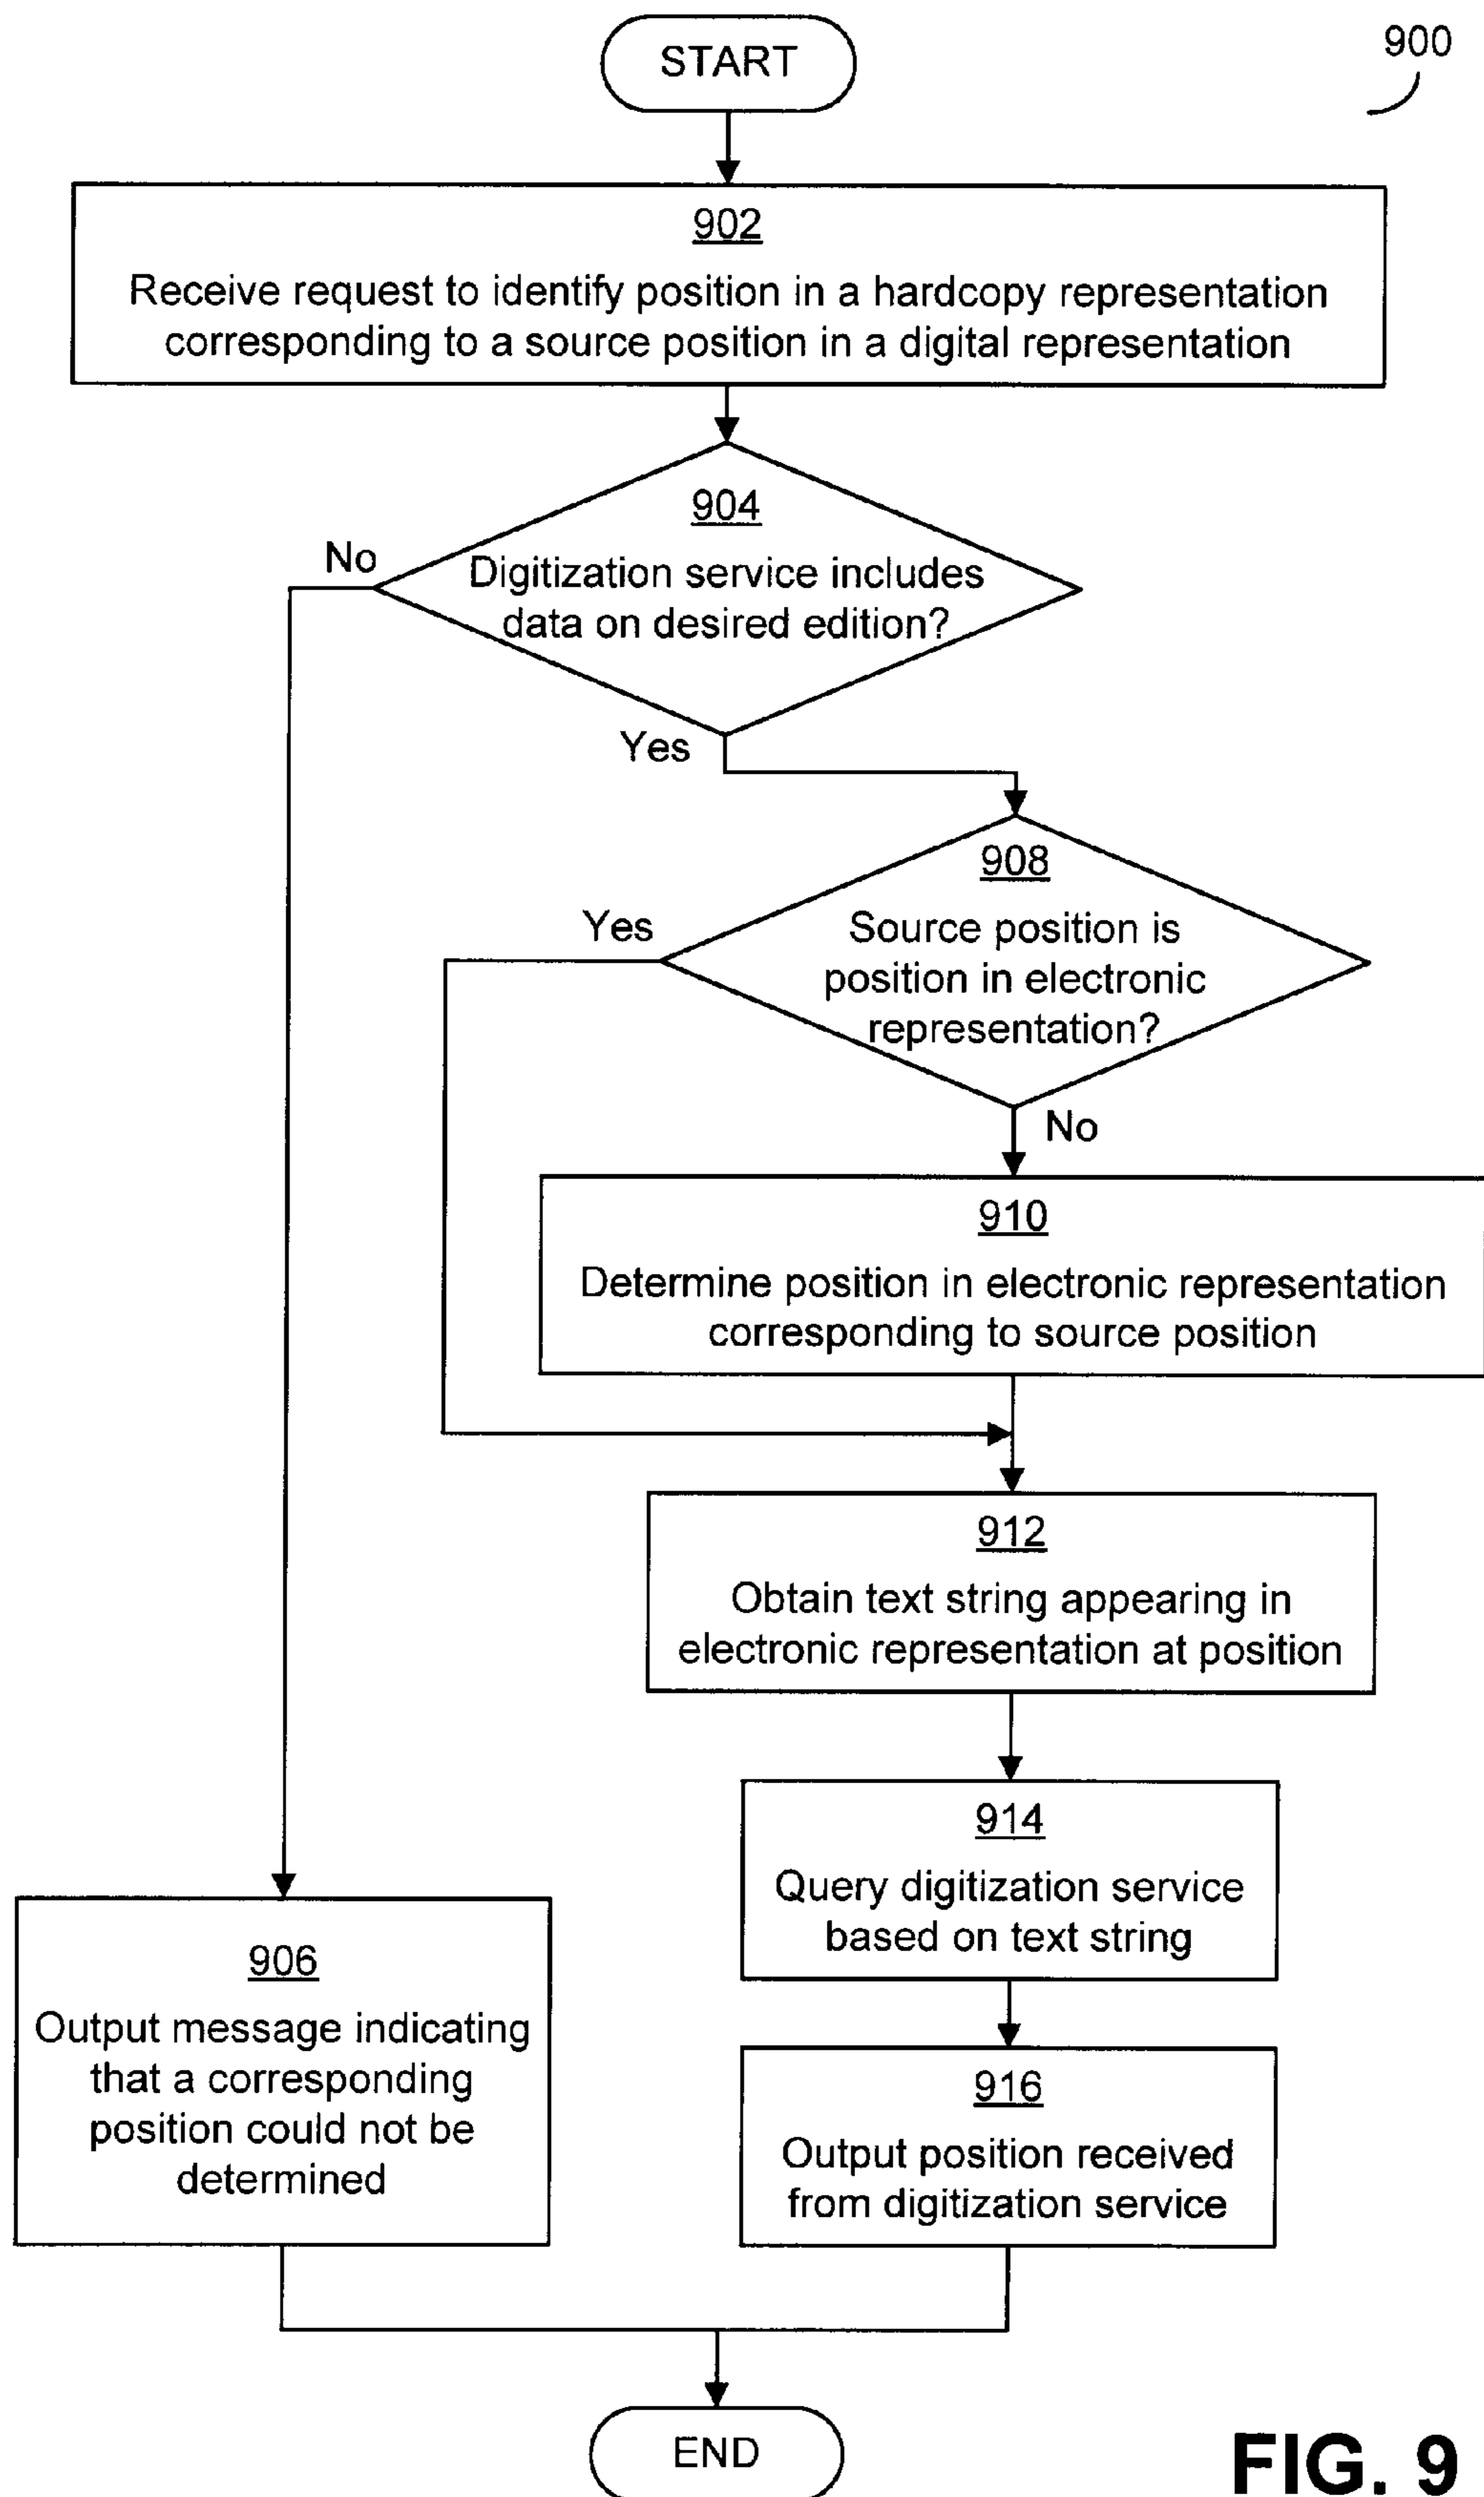 START
900
902
Receive request to identify position in a hardcopy representation
corresponding to a source position in a digital representation
904
No
Digitization service includes
data on desired edition?
Yes
908
Yes
Source position is
position in electronic
representation?
No
910
Determine position in electronic representation
corresponding to source position
912
Obtain text string appearing in
electronic representation at position
914
Query digitization service
based on text string
906
Output message indicating
that a corresponding
position could not be
determined
916
Output position received
from digitization service
END
FIG. 9